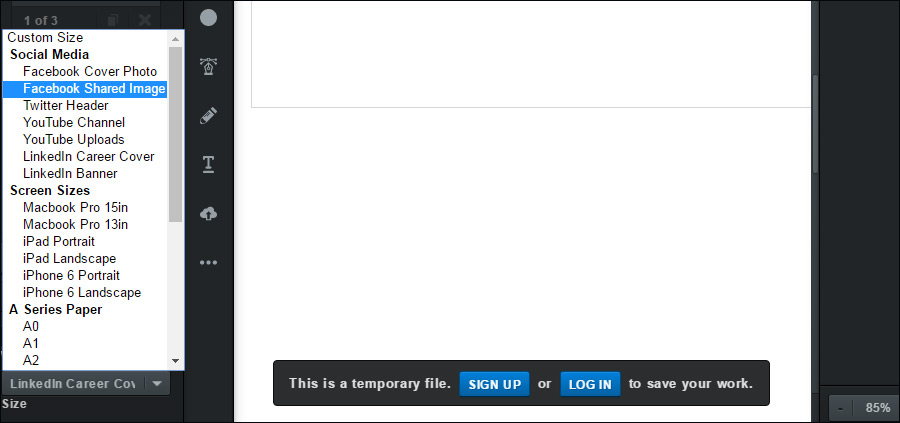 1 of 3
Custom Size
Social Media
Facebook Cover Photo
Facebook Shared Image
Twitter Header
YouTube Channel
YouTube Uploads
LinkedIn Career Cover
LinkedIn Banner
Screen Sizes
Macbook Pro 15in
Macbook Pro 13in
iPad Portrait
iPad Landscape
iPhone 6 Portrait
iPhone 6 Landscape
A Series Paper
A0
A1
A2
LinkedIn Career Cov
Size
This is a temporary file. SIGN UP or LOG IN to save your work.
- 85%